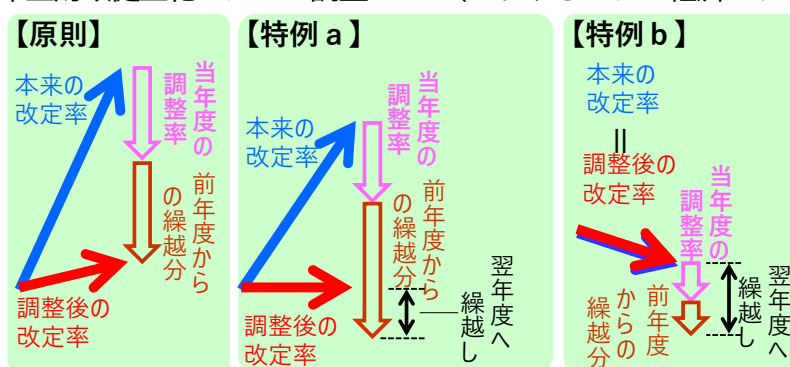 【原則】
本来の
改定率
当年度の
調整率
前年度から
の繰越分
調整後の
改定率
【特例a】
本来の
改定率
当年度の
調整率
前年度から
の繰越分
翌年度へ
繰越し
調整後の
改定率
【特例b】
本来の
改定率
=
調整後の
改定率
当年度の
調整率
前年度
からの
繰越分
翌年度へ
繰越し